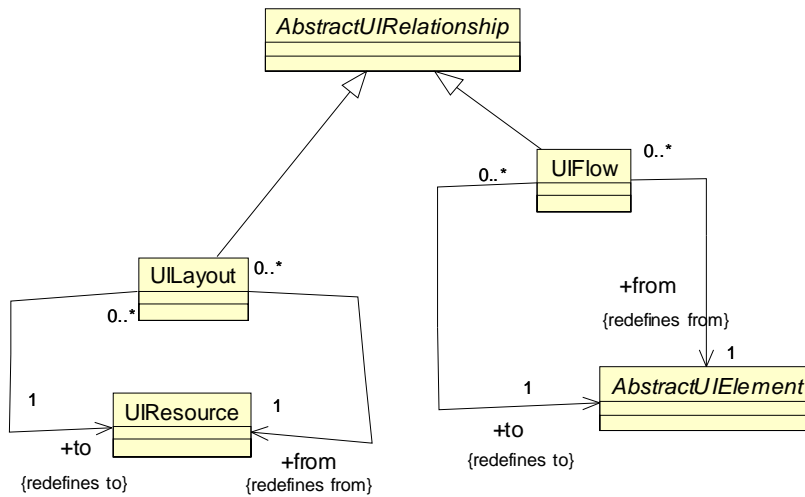 AbstractUIRelationship
0..*
UIFlow
0..*
UILayout
0..*
0..*
+from
{redefines from}
1
1
UIResource
1
1
AbstractUIElement
+to
{redefines to}
+from
{redefines from}
+to
{redefines to}